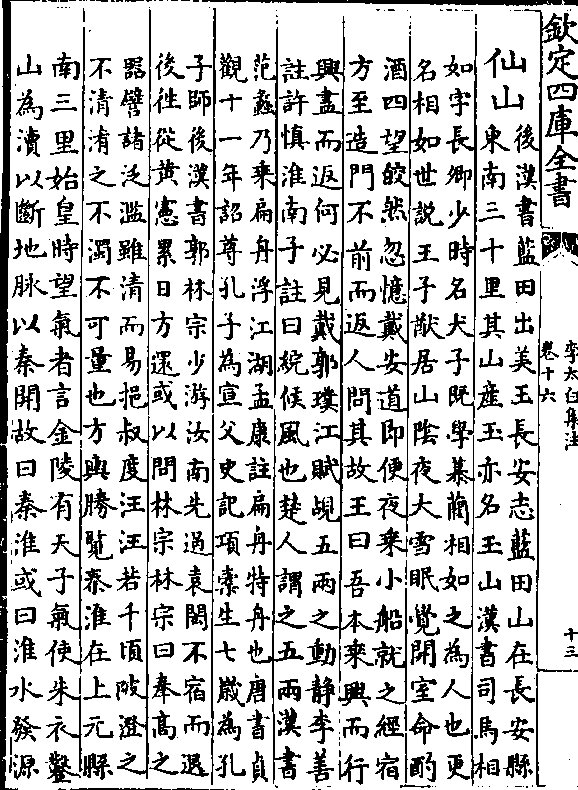 欽定四庫全書
李太白集注
卷十六
十三
仙山
後漢書藍田出美玉長安志藍田山在長安縣
東南三十里其山産玉亦名玉山漢書司馬相
如字長卿少時名犬子既學慕藺相如之為人也更
名相如世説王子猷居山陰夜大雪眠覺開室命酌
酒四望皎然忽憶戴安道即便夜乗小船就之經宿
方至造門不前而返人問其故王曰吾本乗興而行
興盡而返何必見戴郭璞江賦覘五兩之動静李善
註許慎淮南子註曰綄候風也楚人謂之五兩漢書
范蠡乃乗扁舟浮江湖孟康註扁舟特舟也唐書貞
觀十一年詔尊孔子為宣父史記項橐生七嵗為孔
子師後漢書郭林宗少游汝南先過袁閎不宿而退
後徃從黄憲累日方還或以問林宗林宗曰奉高之
器譬諸泛濫雖清而易挹叔度汪汪若千頃陂澄之
不清淆之不濁不可量也方輿勝覽秦淮在上元縣
南三里始皇時望氣者言金陵有天子氣使朱衣鑿
山為瀆以斷地脉以秦開故曰秦淮或曰淮水發源